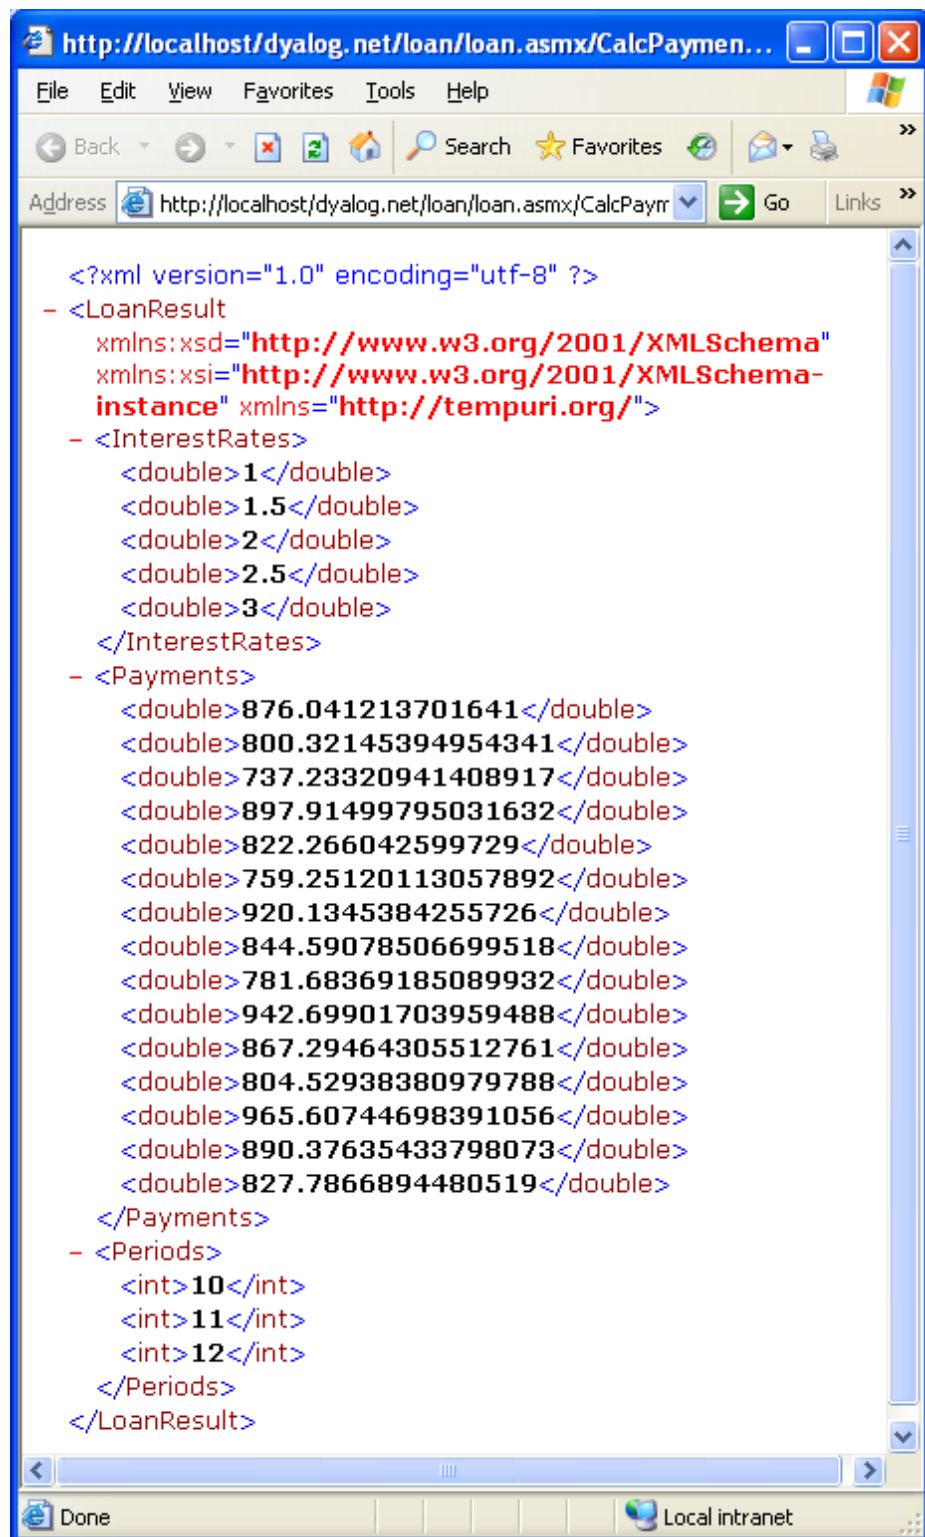 http://localhost/dyalog.net/loan/loan.asmx/CalcPaymen...
File Edit View Favorites Tools Help
Back Search Favorites »
Address http://localhost/dyalog.net/loan/loan.asmx/CalcPaym Go Links »
<?xml version="1.0" encoding="utf-8" ?>
- <LoanResult
xmlns:xsd="http://www.w3.org/2001/XMLSchema"
xmlns:xsi="http://www.w3.org/2001/XMLSchema-
instance" xmlns="http://tempuri.org/">
- <InterestRates>
<double>1</double>
<double>1.5</double>
<double>2</double>
<double>2.5</double>
<double>3</double>
</InterestRates>
- <Payments>
<double>876.041213701641</double>
<double>800.32145394954341</double>
<double>737.23320941408917</double>
<double>897.91499795031632</double>
<double>822.266042599729</double>
<double>759.25120113057892</double>
<double>920.1345384255726</double>
<double>844.59078506699518</double>
<double>781.68369185089932</double>
<double>942.69901703959488</double>
<double>867.29464305512761</double>
<double>804.52938380979788</double>
<double>965.60744698391056</double>
<double>890.37635433798073</double>
<double>827.7866894480519</double>
</Payments>
- <Periods>
<int>10</int>
<int>11</int>
<int>12</int>
</Periods>
</LoanResult>
Done Local intranet